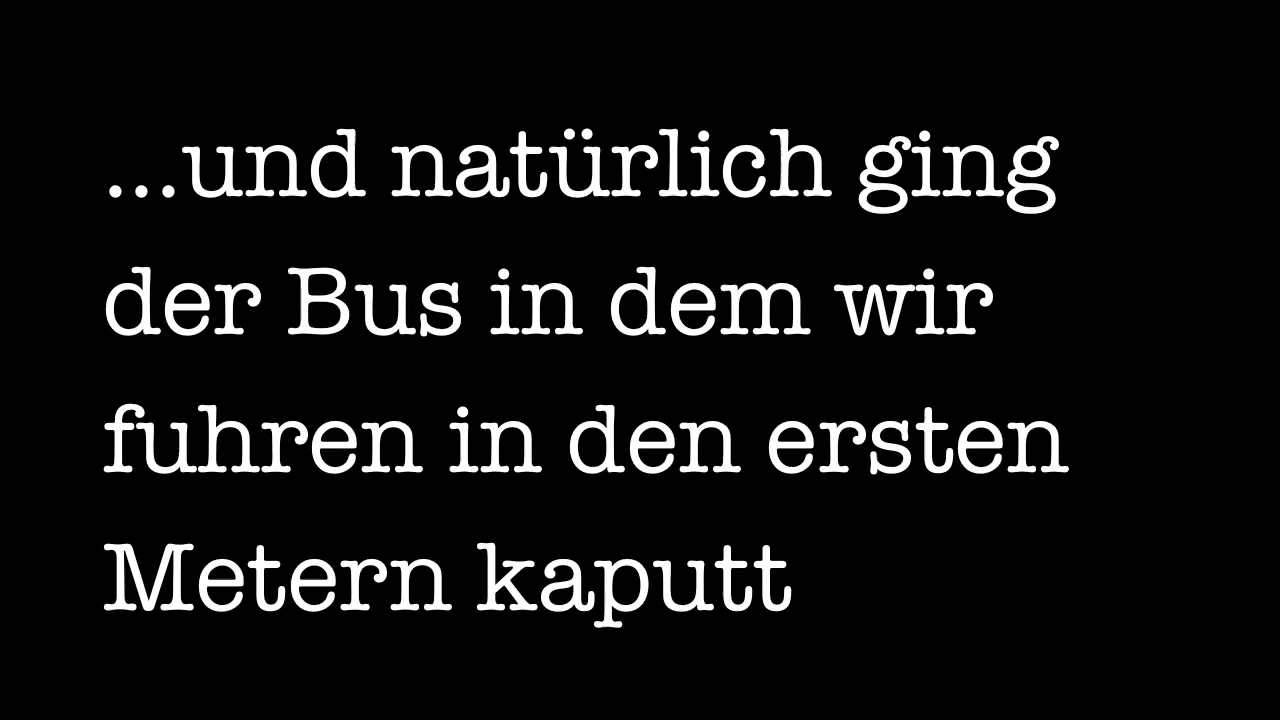 ...und natürlich ging
der Bus in dem wir
fuhren in den ersten
Metern kaputt